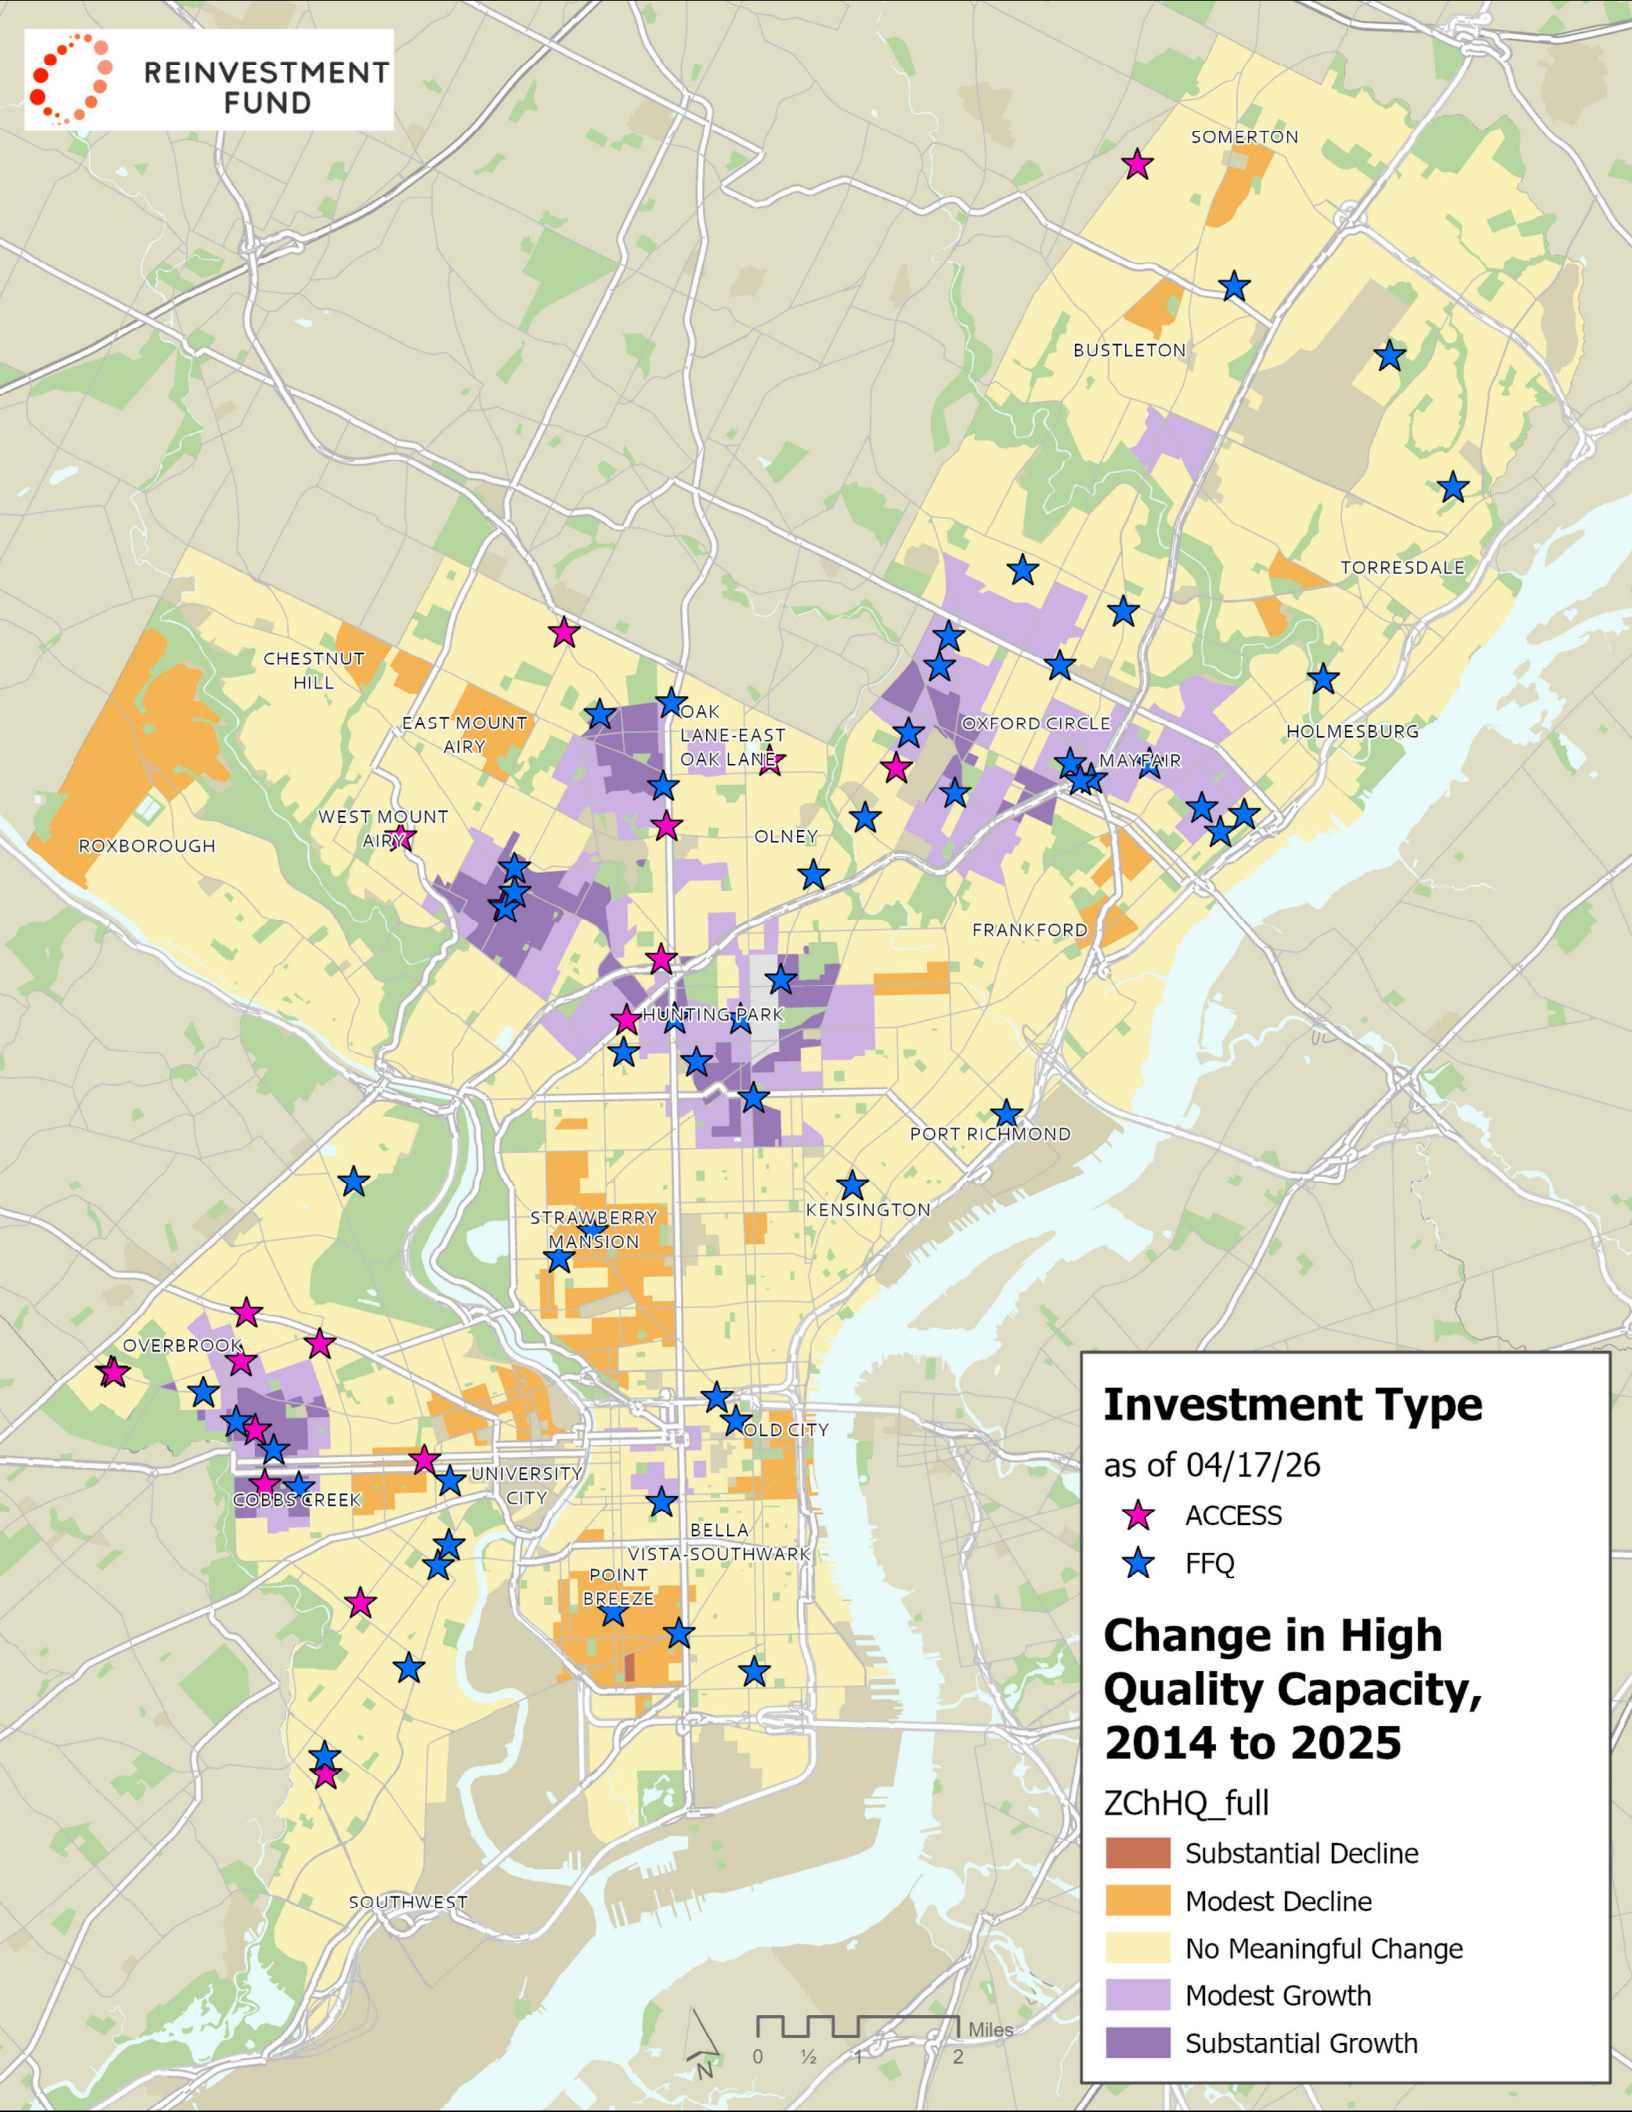 REINVESTMENT
FUND
SOMERTON
BUSTLETON
TORRESDALE
CHESTNUT
HILL
EAST MOUNT
AIRY
OAK
LANE-EAST
OAK LANE
OXFORD CIRCLE
HOLMESBURG
MAYFAIR
WEST MOUNT
AIRY
ROXBOROUGH
OLNEY
FRANKFORD
HUNTING PARK
PORT RICHMOND
KENSINGTON
STRAWBERRY
MANSION
OVERBROOK
OLD CITY
UNIVERSITY
CITY
COBBS CREEK
BELLA
VISTA-SOUTHWARK
POINT
BREEZE
SOUTHWEST
Investment Type
as of 04/17/26
ACCESS
FFQ
Change in High
Quality Capacity,
2014 to 2025
ZChHQ_full
Substantial Decline
Modest Decline
No Meaningful Change
Modest Growth
Substantial Growth
N
Miles
0 ½ 1 2